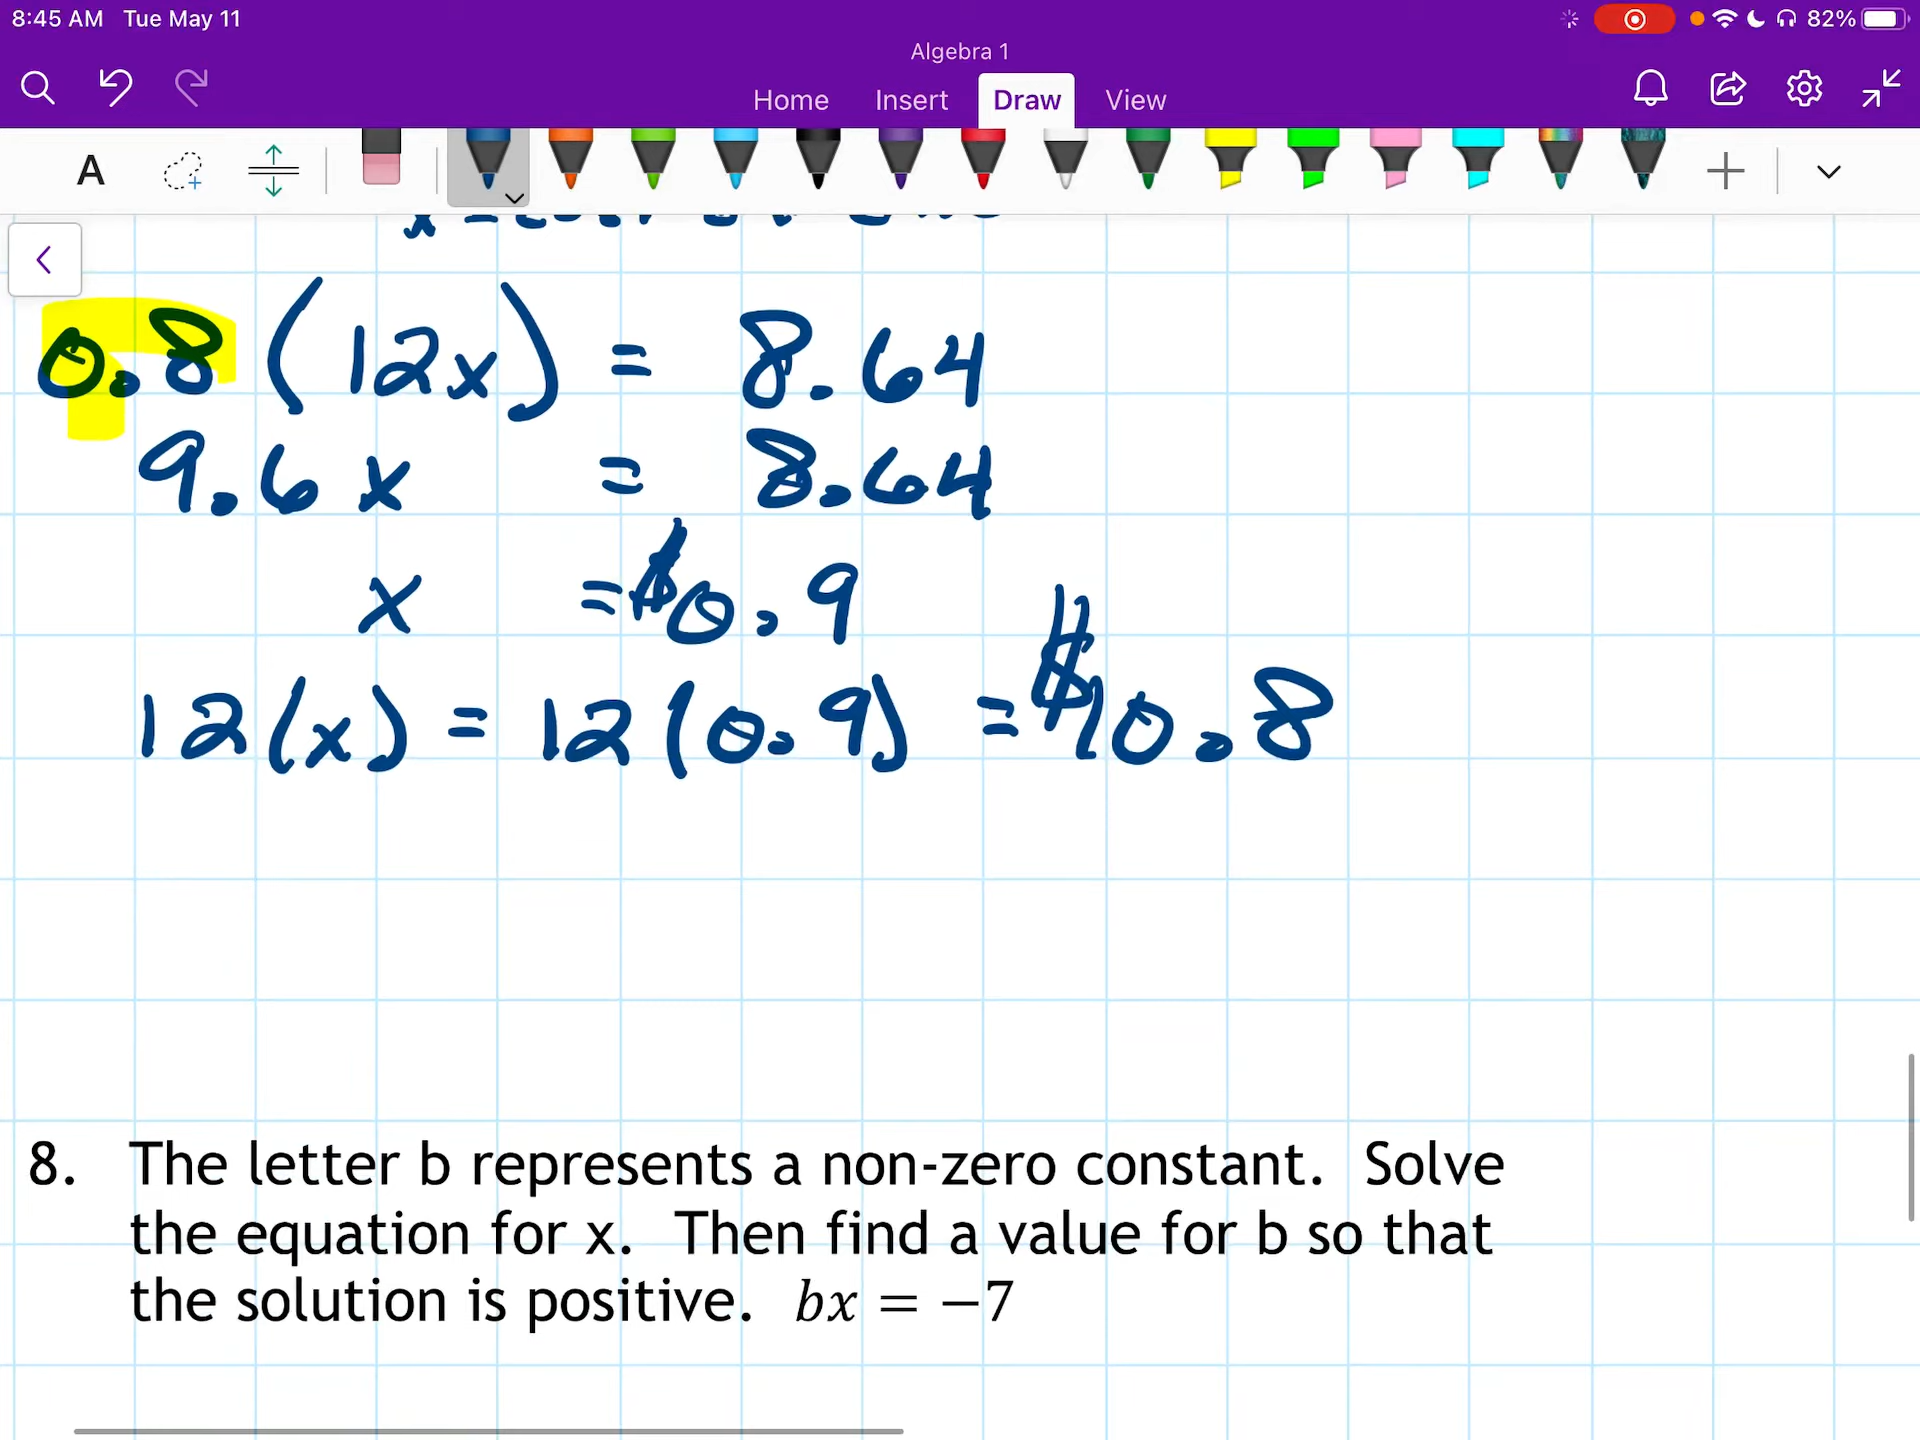 8:45 AM Tue May 11
82%
Algebra 1
Home Insert Draw View
A
0.8 (12x) = 8.64
9.6x = 8.64
x = $0.9
12(x) = 12(0.9) = $10.8
8. The letter b represents a non-zero constant. Solve
the equation for x. Then find a value for b so that
the solution is positive. bx = −7